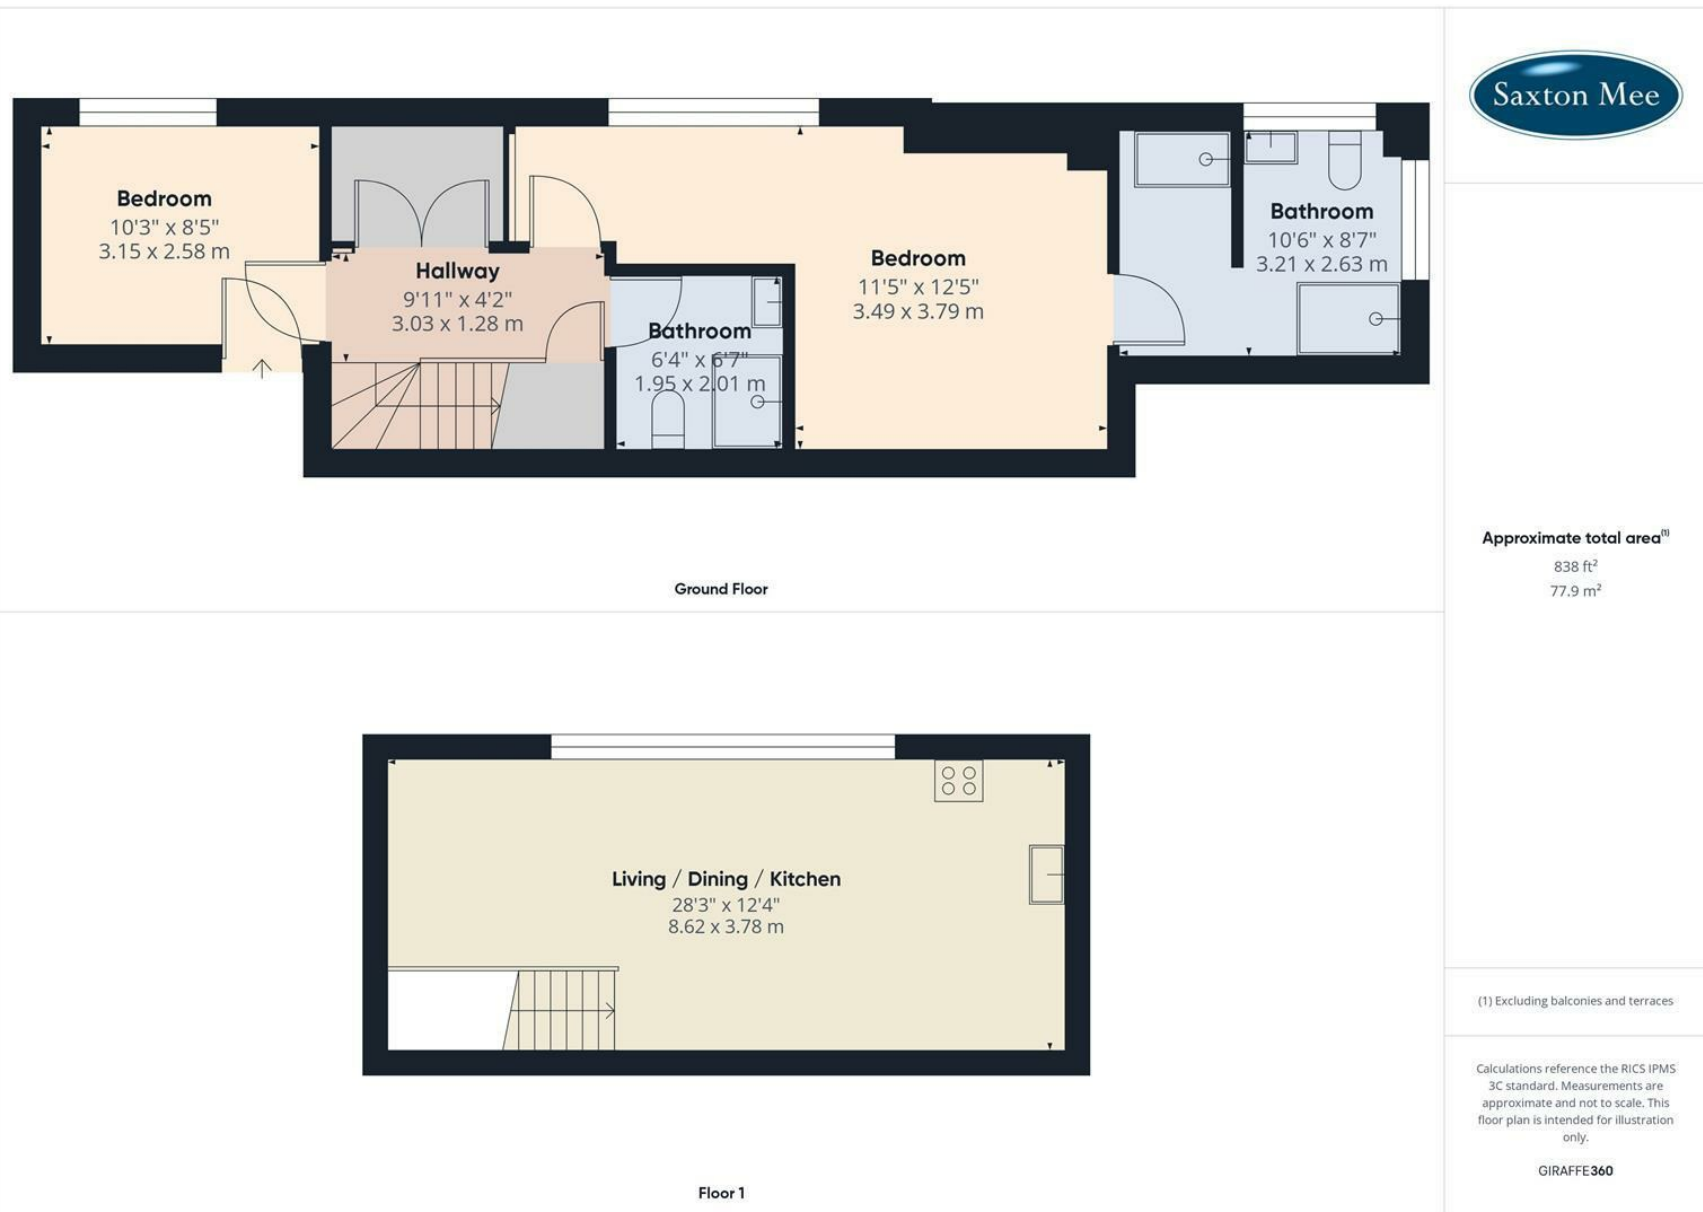 Saxton Mee
Bedroom
10'3" x 8'5"
3.15 x 2.58 m
Hallway
9'11" x 4'2"
3.03 x 1.28 m
Bathroom
6'4" x 6'7"
1.95 x 2.01 m
Bedroom
11'5" x 12'5"
3.49 x 3.79 m
Bathroom
10'6" x 8'7"
3.21 x 2.63 m
Ground Floor
Living / Dining / Kitchen
28'3" x 12'4"
8.62 x 3.78 m
Floor 1
Approximate total area⁽¹⁾
838 ft²
77.9 m²
(1) Excluding balconies and terraces
Calculations reference the RICS IPMS
3C standard. Measurements are
approximate and not to scale. This
floor plan is intended for illustration
only.
GIRAFFE360